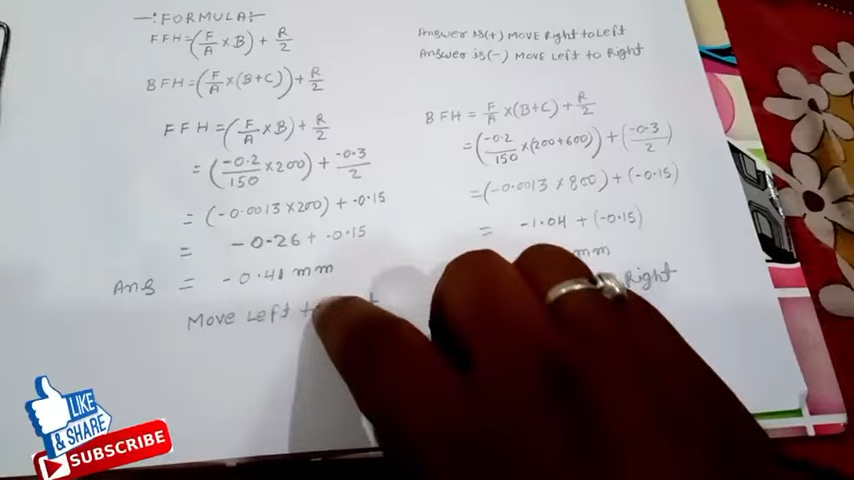 —: FORMULA:—
FFH=(F/A × B) + R/2
BFH=(F/A ×(B+C)) + R/2
FFH=(F/A × B) + R/2
= (-0.2/150 ×200) + -0.3/2
= (-0.0013×200) + -0.15
= -0.26 + -0.15
Ans = -0.41 mm
Move Left
Answer is(+) MOVE Right to Left
Answer is(-) MOVE Left to Right
BFH = F/A ×(B+C) + R/2
=(-0.2/150 ×(200+600)) + (-0.3/2)
=(-0.0013 × 800) + (-0.15)
= -1.04 + (-0.15)
mm
Right
LIKE
& SHARE
SUBSCRIBE